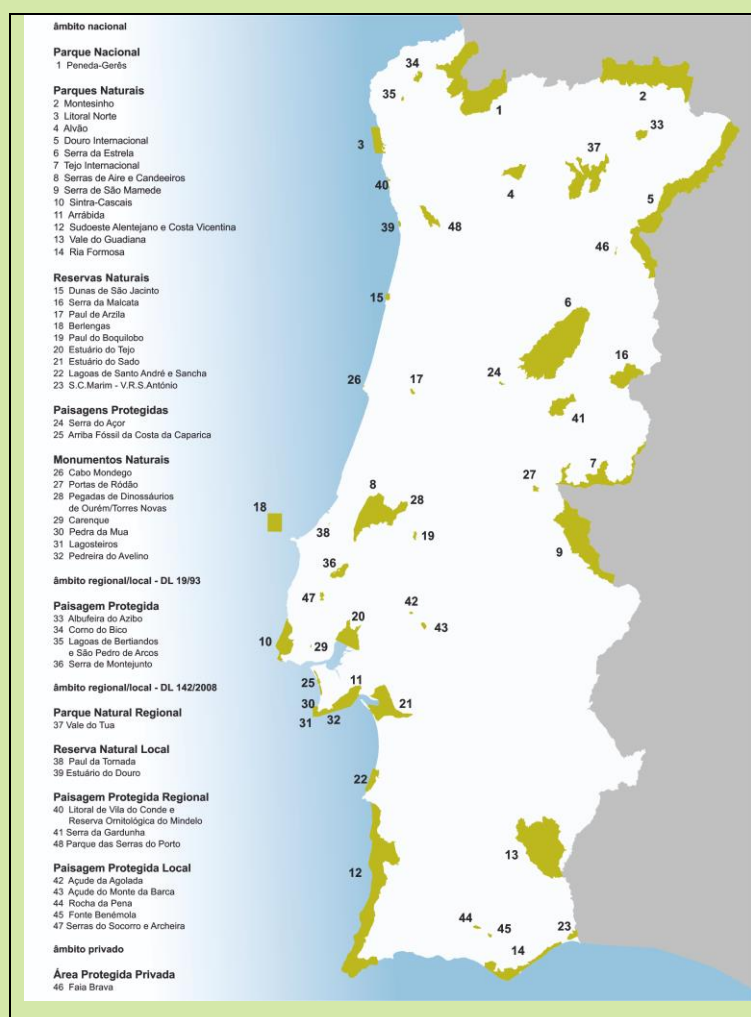 âmbito nacional
Parque Nacional
1 Peneda-Gerês
Parques Naturais
2 Montesinho
3 Litoral Norte
4 Alvão
5 Douro Internacional
6 Serra da Estrela
7 Tejo Internacional
8 Serras de Aire e Candeeiros
9 Serra de São Mamede
10 Sintra-Cascais
11 Arrábida
12 Sudoeste Alentejano e Costa Vicentina
13 Vale do Guadiana
14 Ria Formosa
Reservas Naturais
15 Dunas de São Jacinto
16 Serra da Malcata
17 Paul de Arzila
18 Berlengas
19 Paul do Boquilobo
20 Estuário do Tejo
21 Estuário do Sado
22 Lagoas de Santo André e Sancha
23 S.C.Marim - V.R.S.António
Paisagens Protegidas
24 Serra do Açor
25 Arriba Fóssil da Costa da Caparica
Monumentos Naturais
26 Cabo Mondego
27 Portas de Ródão
28 Pegadas de Dinossáurios
de Ourém/Torres Novas
29 Carenque
30 Pedra da Mua
31 Lagosteiros
32 Pedreira do Avelino
âmbito regional/local - DL 19/93
Paisagem Protegida
33 Albufeira do Azibo
34 Corno do Bico
35 Lagoas de Bertiandos
e São Pedro de Arcos
36 Serra de Montejunto
âmbito regional/local - DL 142/2008
Parque Natural Regional
37 Vale do Tua
Reserva Natural Local
38 Paul da Tornada
39 Estuário do Douro
Paisagem Protegida Regional
40 Litoral de Vila do Conde e
Reserva Ornitológica do Mindelo
41 Serra da Gardunha
48 Parque das Serras do Porto
Paisagem Protegida Local
42 Açude da Agolada
43 Açude do Monte da Barca
44 Rocha da Pena
45 Fonte Benémola
47 Serras do Socorro e Archeira
âmbito privado
Área Protegida Privada
46 Faia Brava
34
35
1
2
33
3
37
40
4
5
39
48
46
15
6
16
26
17
24
41
7
27
8
28
18
38
19
9
36
47
42
20
43
10
29
25
11
30
31
32
21
22
13
12
44
45
23
14